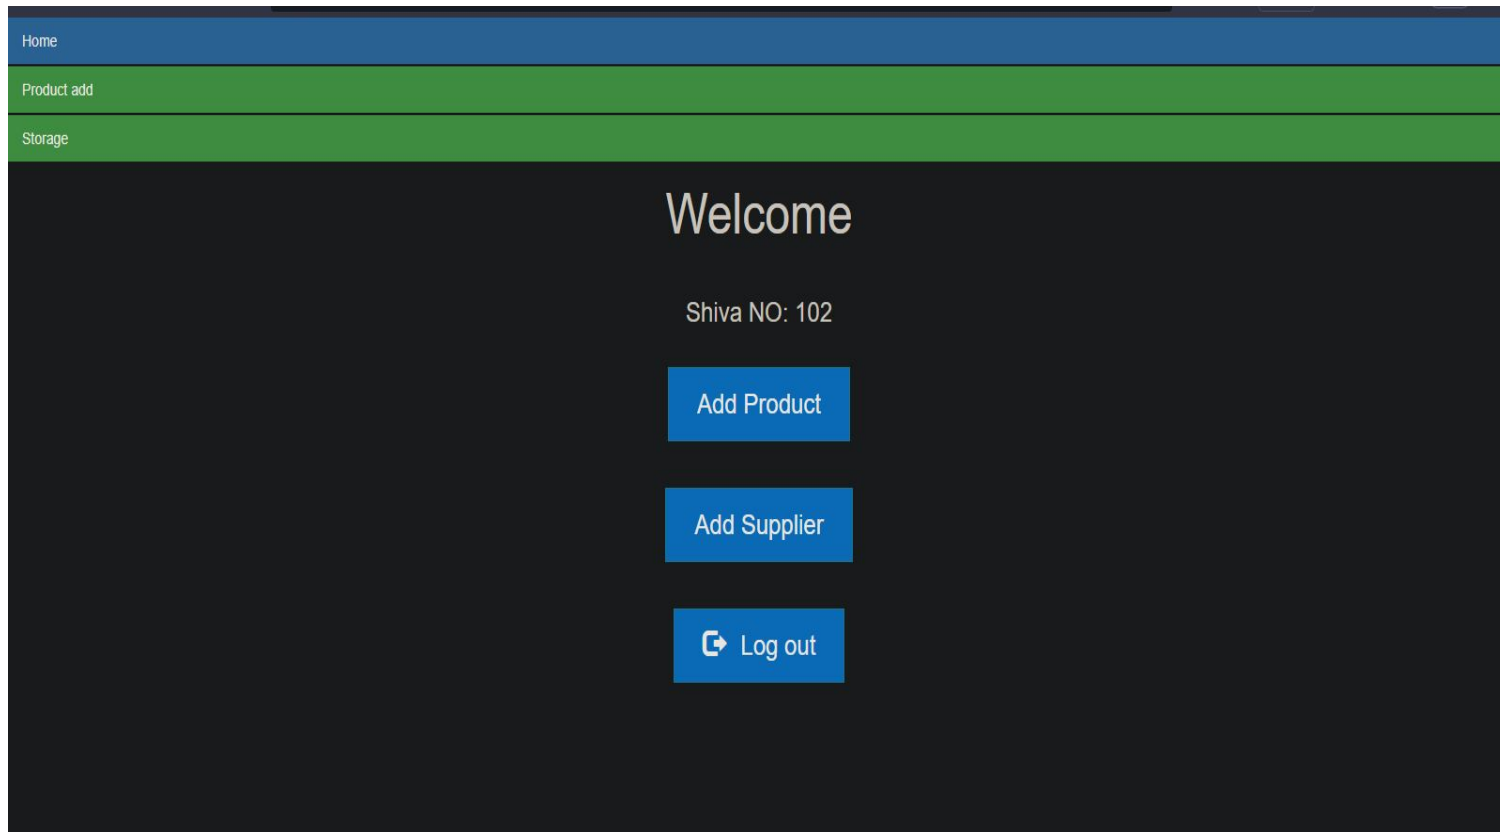 Home
Product add
Storage
Welcome
Shiva NO: 102
Add Product
Add Supplier
Log out